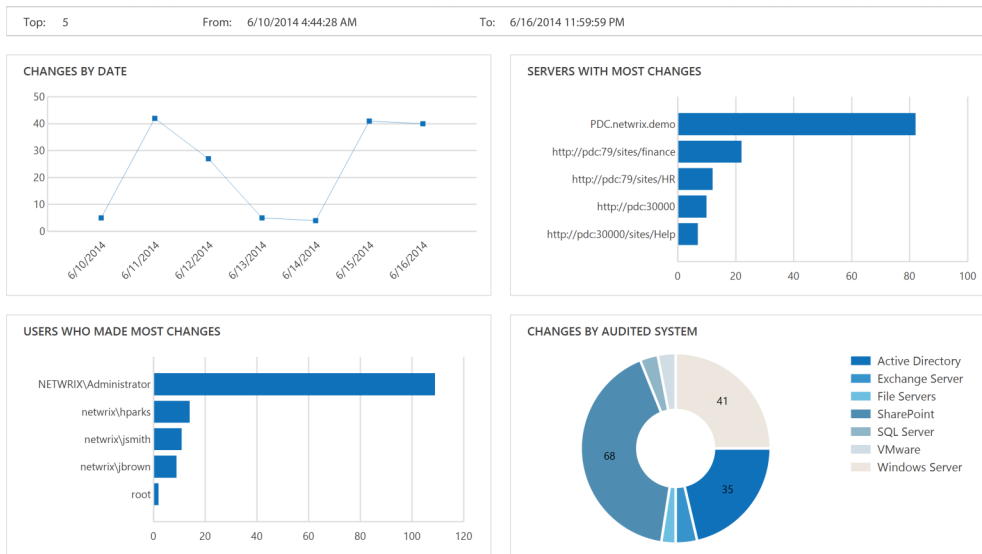 Top: 5 From: 6/10/2014 4:44:28 AM To: 6/16/2014 11:59:59 PM
CHANGES BY DATE
50
40
30
20
10
0
6/10/2014 6/11/2014 6/12/2014 6/13/2014 6/14/2014 6/15/2014 6/16/2014
SERVERS WITH MOST CHANGES
PDC.netwrix.demo
http://pdc:79/sites/finance
http://pdc:79/sites/HR
http://pdc:30000
http://pdc:30000/sites/Help
0 20 40 60 80 100
USERS WHO MADE MOST CHANGES
NETWRIX\Administrator
netwrix\hparks
netwrix\jsmith
netwrix\jbrown
root
0 20 40 60 80 100 120
CHANGES BY AUDITED SYSTEM
41
68
35
Active Directory
Exchange Server
File Servers
SharePoint
SQL Server
VMware
Windows Server